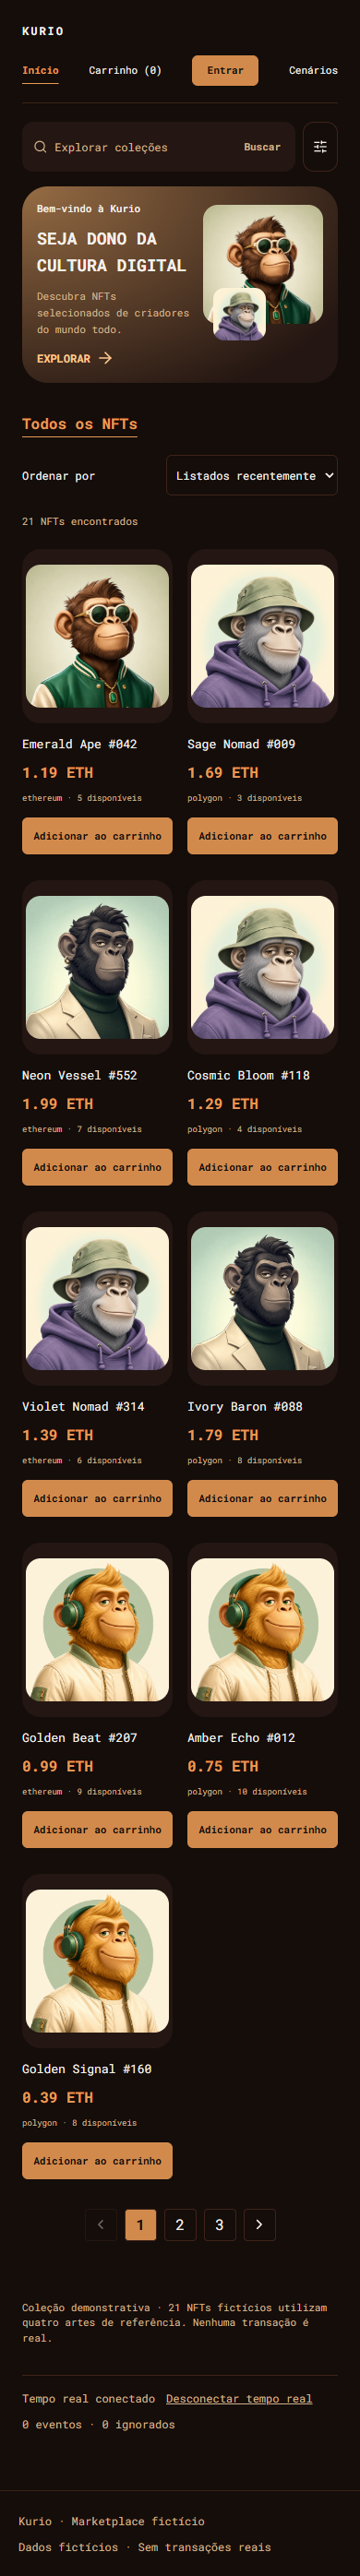 KURIO
Início
Carrinho (0)
Entrar
Cenários
Explorar coleções
Buscar
Bem-vindo à Kurio
SEJA DONO DA
CULTURA DIGITAL
Descubra NFTs
selecionados de criadores
do mundo todo.
EXPLORAR
Todos os NFTs
Ordenar por
Listados recentemente
21 NFTs encontrados
Emerald Ape #042
1.19 ETH
ethereum · 5 disponíveis
Adicionar ao carrinho
Sage Nomad #009
1.69 ETH
polygon · 3 disponíveis
Adicionar ao carrinho
Neon Vessel #552
1.99 ETH
ethereum · 7 disponíveis
Adicionar ao carrinho
Cosmic Bloom #118
1.29 ETH
polygon · 4 disponíveis
Adicionar ao carrinho
Violet Nomad #314
1.39 ETH
ethereum · 6 disponíveis
Adicionar ao carrinho
Ivory Baron #088
1.79 ETH
polygon · 8 disponíveis
Adicionar ao carrinho
Golden Beat #207
0.99 ETH
ethereum · 9 disponíveis
Adicionar ao carrinho
Amber Echo #012
0.75 ETH
polygon · 10 disponíveis
Adicionar ao carrinho
Golden Signal #160
0.39 ETH
polygon · 8 disponíveis
Adicionar ao carrinho
1
2
3
Coleção demonstrativa · 21 NFTs fictícios utilizam
quatro artes de referência. Nenhuma transação é
real.
Tempo real conectado
Desconectar tempo real
0 eventos · 0 ignorados
Kurio · Marketplace fictício
Dados fictícios · Sem transações reais